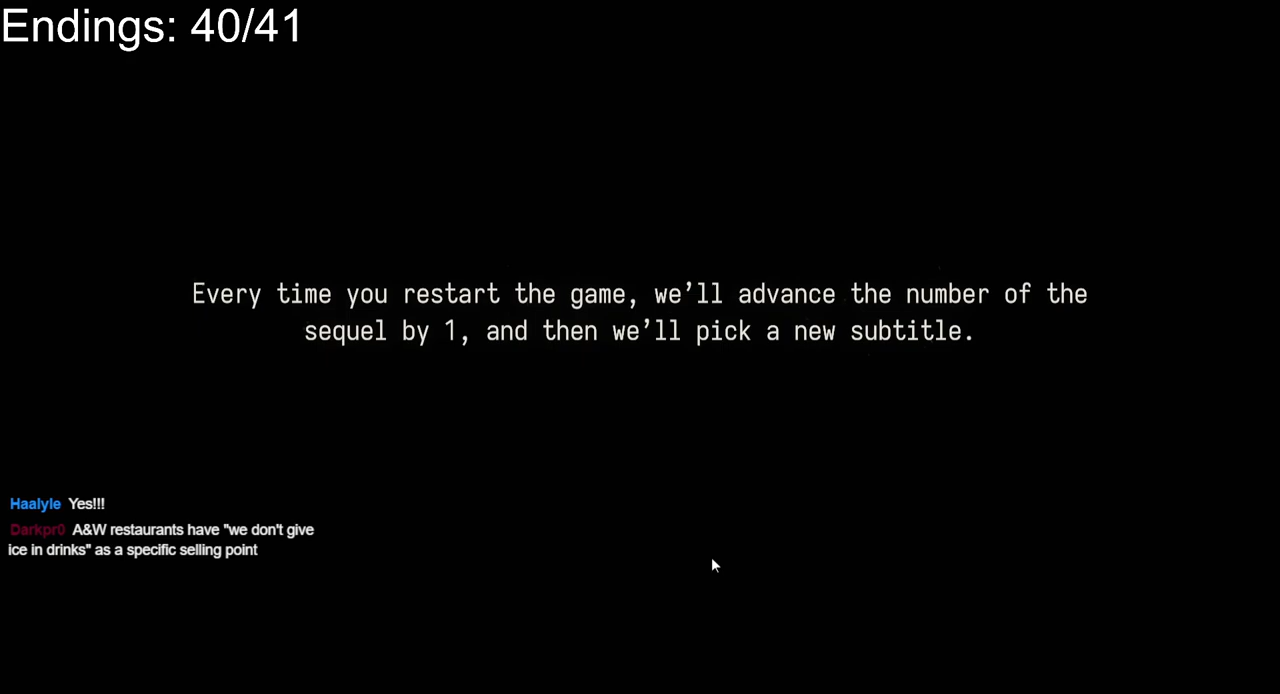 Endings: 40/41
Every time you restart the game, we’ll advance the number of the
sequel by 1, and then we’ll pick a new subtitle.
Haalyle Yes!!!
Darkpr0 A&W restaurants have "we don't give
ice in drinks" as a specific selling point